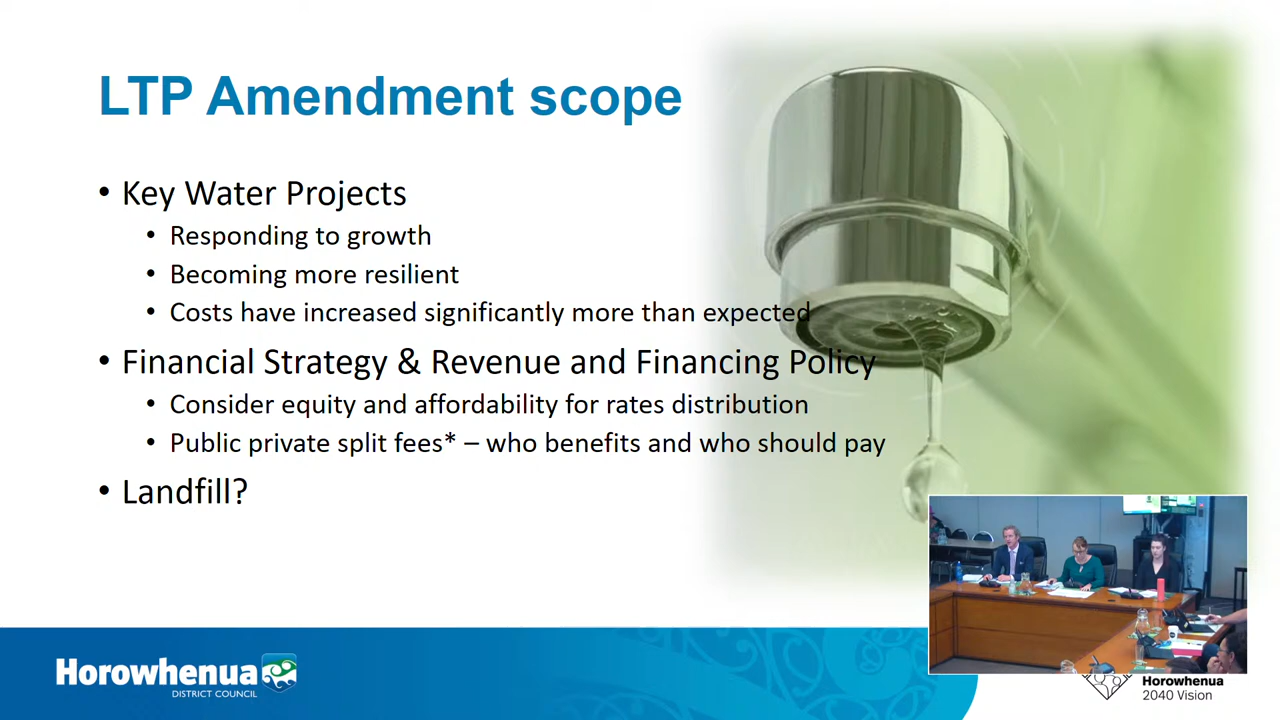 LTP Amendment scope
• Key Water Projects
• Responding to growth
• Becoming more resilient
• Costs have increased significantly more than expected
• Financial Strategy & Revenue and Financing Policy
• Consider equity and affordability for rates distribution
• Public private split fees* – who benefits and who should pay
• Landfill?
Horowhenua
DISTRICT COUNCIL
Horowhenua
2040 Vision